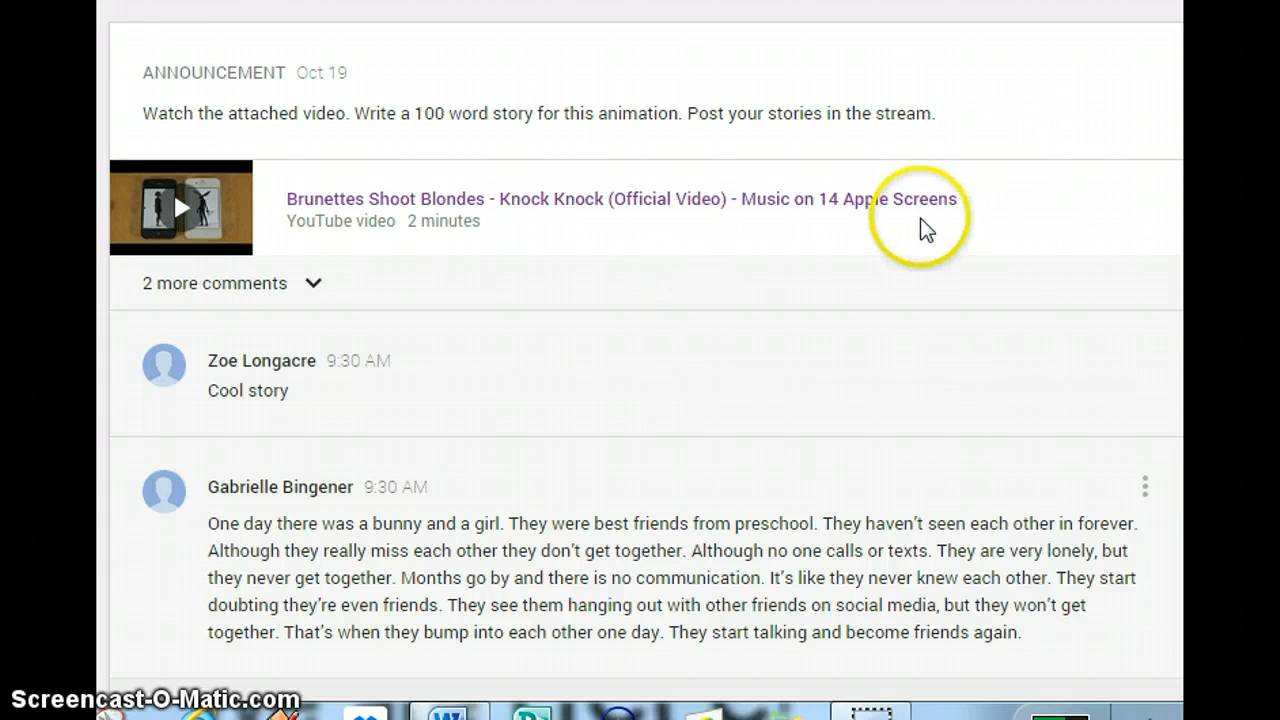 ANNOUNCEMENT Oct 19
Watch the attached video. Write a 100 word story for this animation. Post your stories in the stream.
Brunettes Shoot Blondes - Knock Knock (Official Video) - Music on 14 Apple Screens
YouTube video 2 minutes
2 more comments
Zoe Longacre 9:30 AM
Cool story
Gabrielle Bingener 9:30 AM
One day there was a bunny and a girl. They were best friends from preschool. They haven’t seen each other in forever.
Although they really miss each other they don’t get together. Although no one calls or texts. They are very lonely, but
they never get together. Months go by and there is no communication. It’s like they never knew each other. They start
doubting they’re even friends. They see them hanging out with other friends on social media, but they won’t get
together. That’s when they bump into each other one day. They start talking and become friends again.
Screencast-O-Matic.com